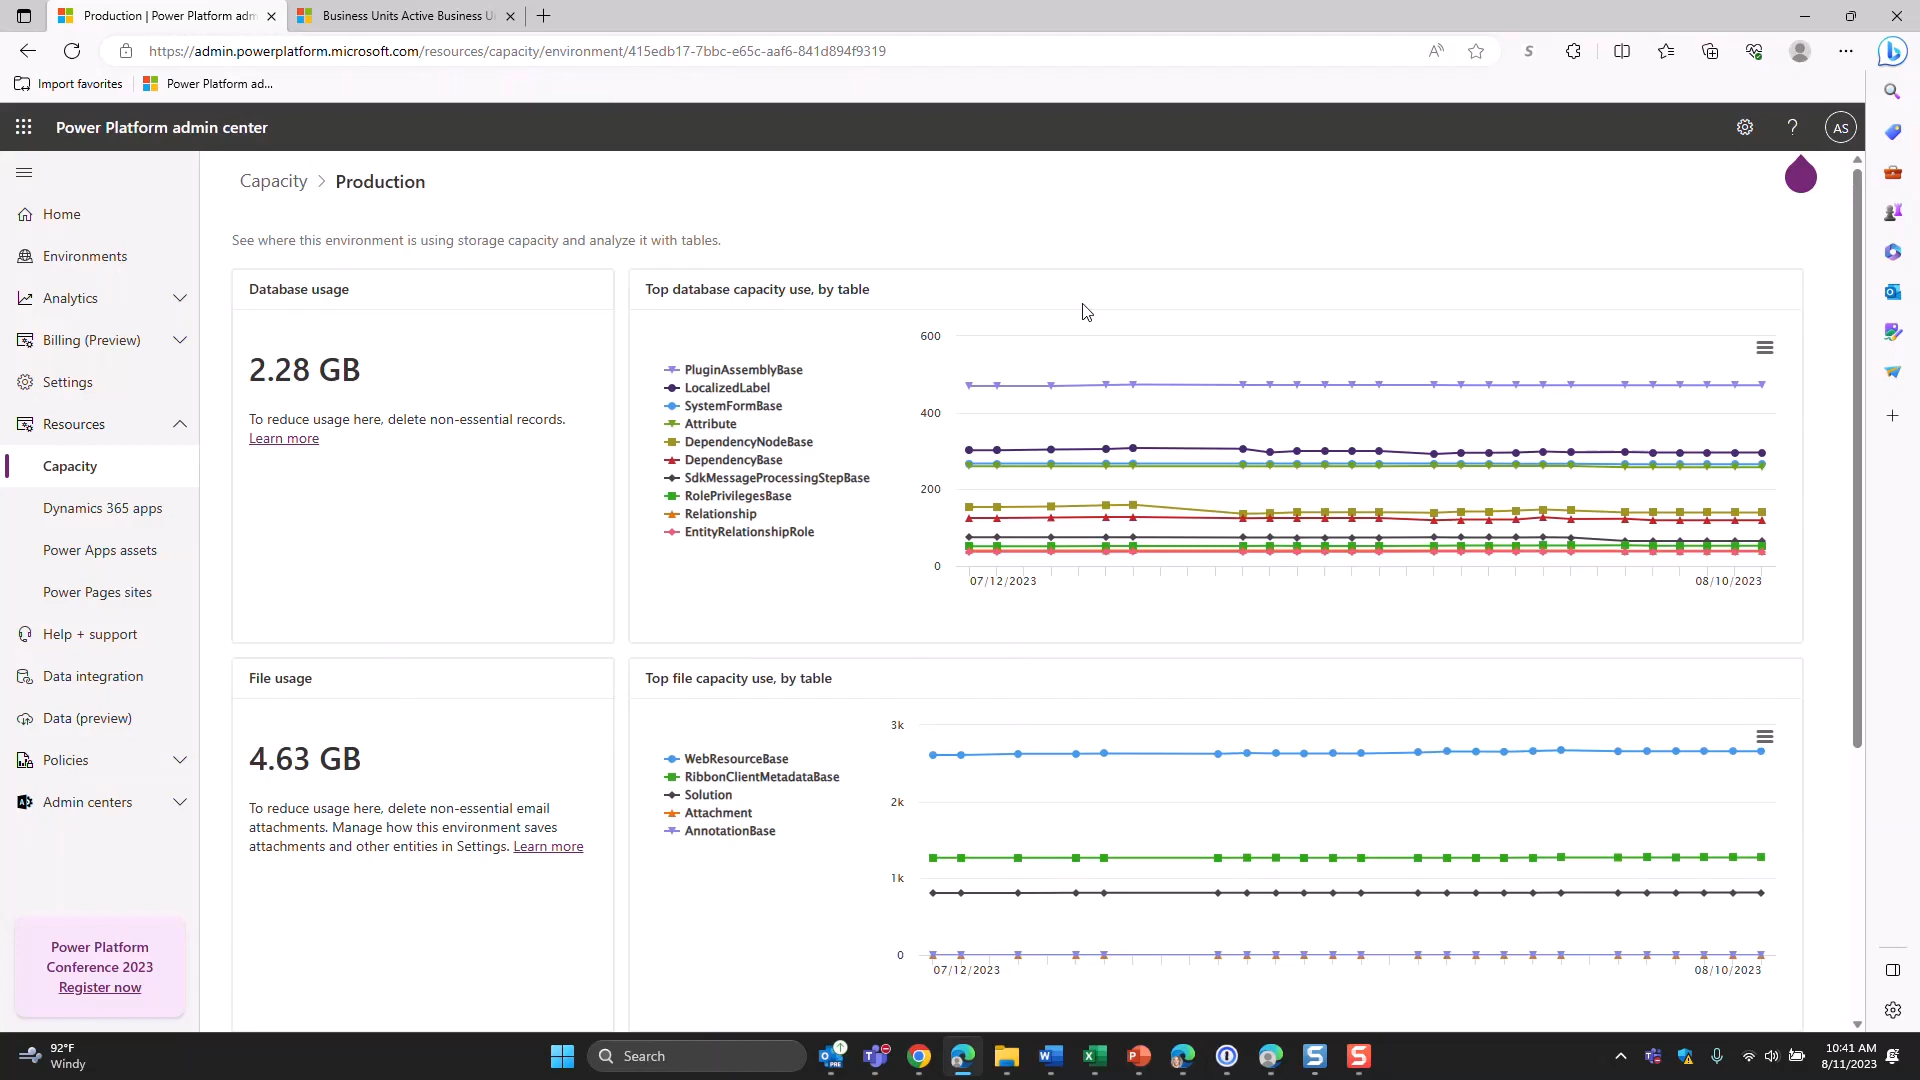 Production | Power Platform adm
Business Units Active Business U
https://admin.powerplatform.microsoft.com/resources/capacity/environment/415edb17-7bbc-e65c-aaf6-841d894f9319
Import favorites
Power Platform ad...
Power Platform admin center
AS
Capacity > Production
Home
Environments
Analytics
Billing (Preview)
Settings
Resources
Capacity
Dynamics 365 apps
Power Apps assets
Power Pages sites
Help + support
Data integration
Data (preview)
Policies
Admin centers
Power Platform
Conference 2023
Register now
See where this environment is using storage capacity and analyze it with tables.
Database usage
2.28 GB
To reduce usage here, delete non-essential records.
Learn more
Top database capacity use, by table
PluginAssemblyBase
LocalizedLabel
SystemFormBase
Attribute
DependencyNodeBase
DependencyBase
SdkMessageProcessingStepBase
RolePrivilegesBase
Relationship
EntityRelationshipRole
600
400
200
0
07/12/2023
08/10/2023
File usage
4.63 GB
To reduce usage here, delete non-essential email
attachments. Manage how this environment saves
attachments and other entities in Settings. Learn more
Top file capacity use, by table
WebResourceBase
RibbonClientMetadataBase
Solution
Attachment
AnnotationBase
3k
2k
1k
0
07/12/2023
08/10/2023
92°F
Windy
Search
PRE
10:41 AM
8/11/2023